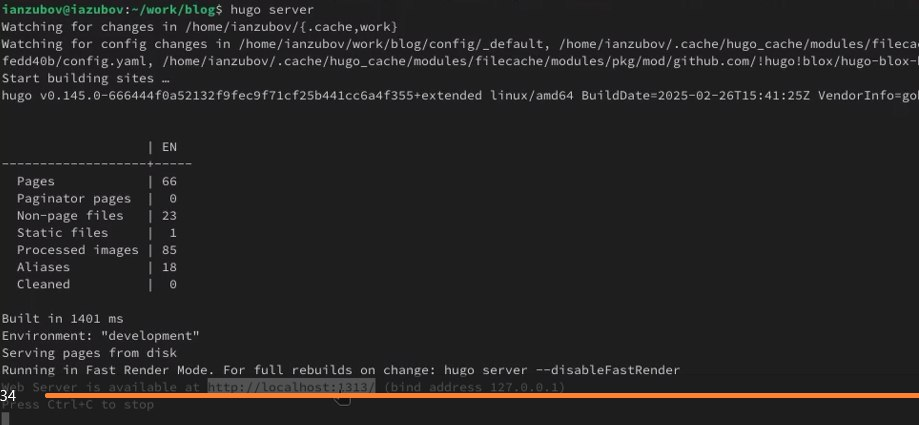 ianzubov@iazubov:~/work/blog$ hugo server
Watching for changes in /home/ianzubov/{.cache,work}
Watching for config changes in /home/ianzubov/work/blog/config/_default, /home/ianzubov/.cache/hugo_cache/modules/fileca
fedd40b/config.yaml, /home/ianzubov/.cache/hugo_cache/modules/filecache/modules/pkg/mod/github.com/!hugo!blox/hugo-blox-
Start building sites …
hugo v0.145.0-666444f0a52132f9fec9f71cf25b441cc6a4f355+extended linux/amd64 BuildDate=2025-02-26T15:41:25Z VendorInfo=go
| EN
-------------------+-----
Pages | 66
Paginator pages | 0
Non-page files | 23
Static files | 1
Processed images | 85
Aliases | 18
Cleaned | 0
Built in 1401 ms
Environment: "development"
Serving pages from disk
Running in Fast Render Mode. For full rebuilds on change: hugo server --disableFastRender
Web Server is available at http://localhost:1313/ (bind address 127.0.0.1)
34
Press Ctrl+C to stop